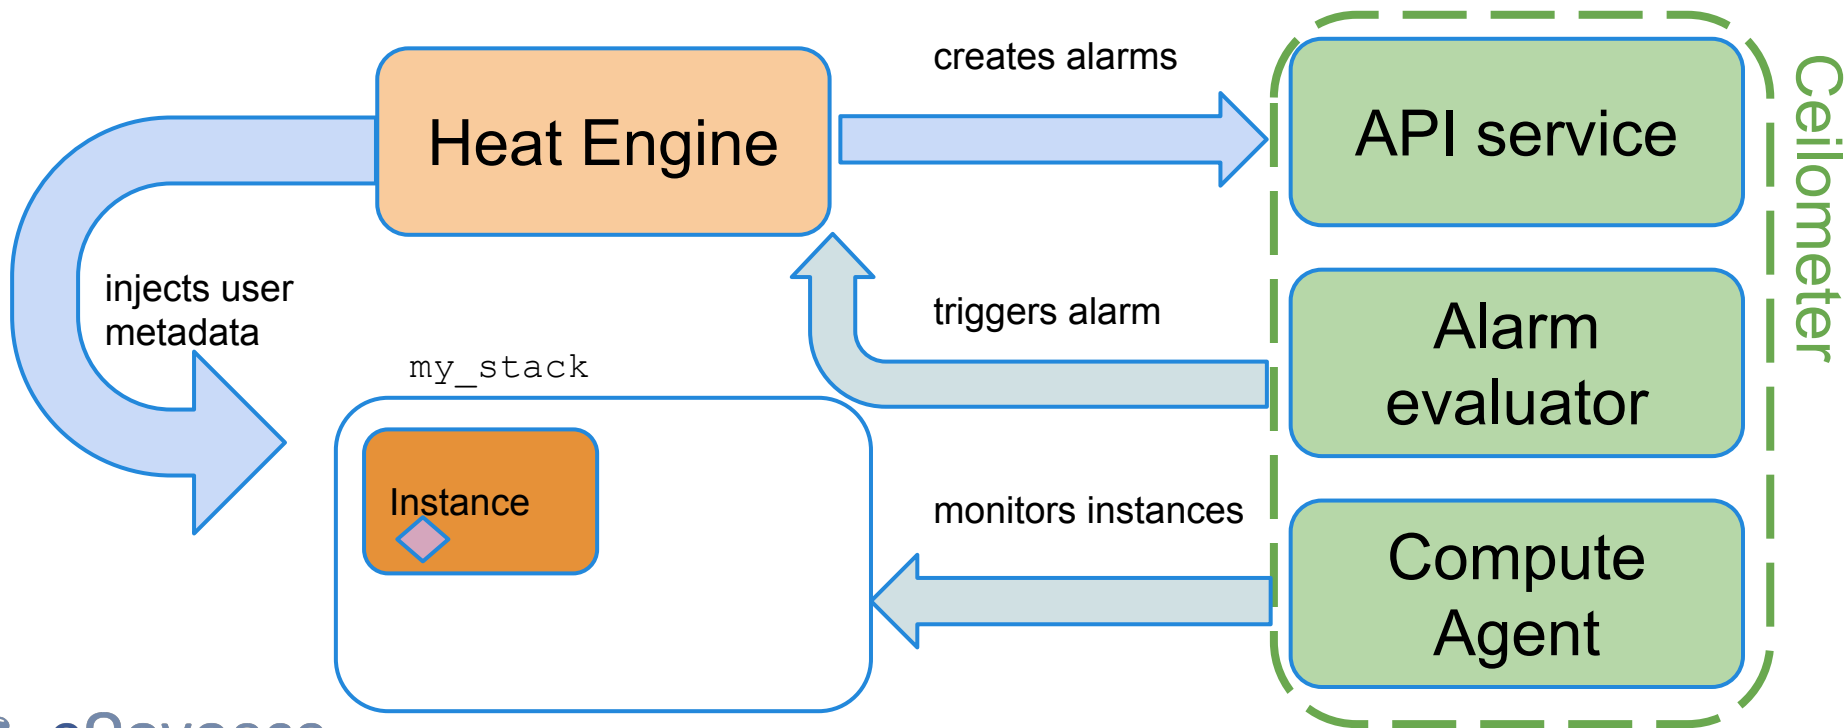 creates alarms
Heat Engine
API service
Ceilometer
injects user
metadata
triggers alarm
Alarm
evaluator
my_stack
Instance
monitors instances
Compute
Agent